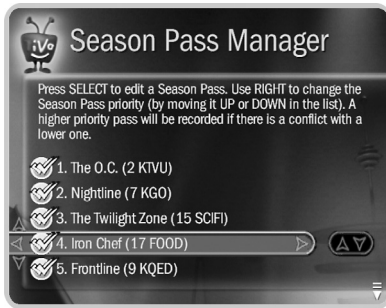 TiVo
Season Pass Manager
Press SELECT to edit a Season Pass. Use RIGHT to change the
Season Pass priority (by moving it UP or DOWN in the list). A
higher priority pass will be recorded if there is a conflict with a
lower one.
1. The O.C. (2 KTVU)
2. Nightline (7 KGO)
3. The Twilight Zone (15 SCIFI)
4. Iron Chef (17 FOOD)
5. Frontline (9 KQED)